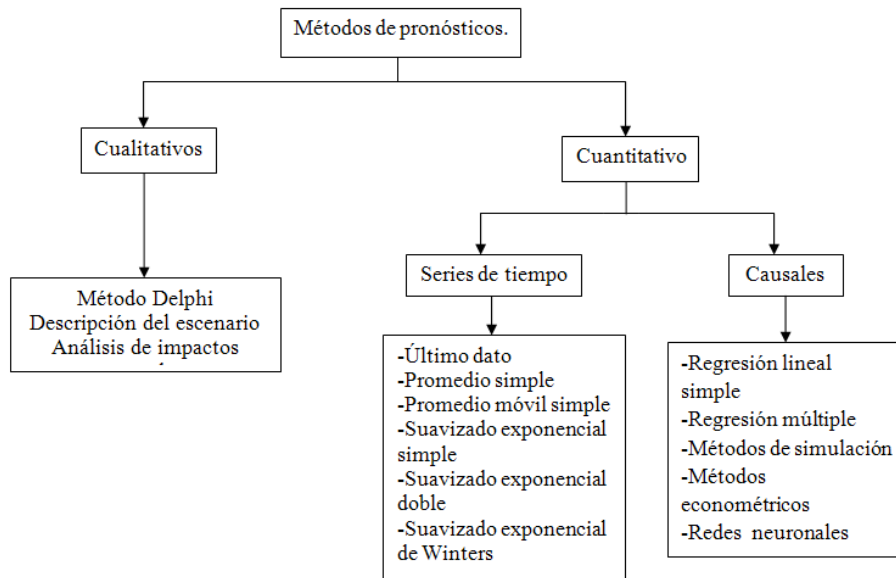 Métodos de pronósticos.
Cualitativos
Cuantitativo
Series de tiempo
Causales
Método Delphi
Descripción del escenario
Análisis de impactos
-Último dato
-Promedio simple
-Promedio móvil simple
-Suavizado exponencial
simple
-Suavizado exponencial
doble
-Suavizado exponencial
de Winters
-Regresión lineal
simple
-Regresión múltiple
-Métodos de simulación
-Métodos
econométricos
-Redes neuronales